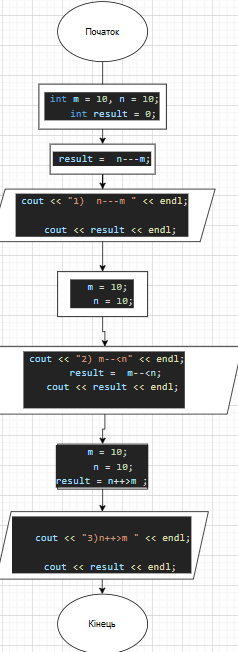 Початок
int m = 10, n = 10;
int result = 0;
result =  n---m;
cout << "1)  n---m " << endl;
cout << result << endl;
m = 10;
n = 10;
cout << "2) m--<n" << endl;
result =  m--<n;
cout << result << endl;
m = 10;
n = 10;
result = n++>m ;
cout << "3)n++>m " << endl;
cout << result << endl;
Кінець